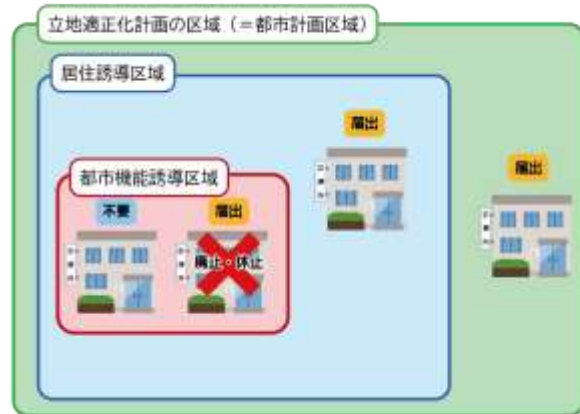 立地適正化計画の区域（＝都市計画区域）
居住誘導区域
届出
届出
都市機能誘導区域
不要
届出
廃止・休止